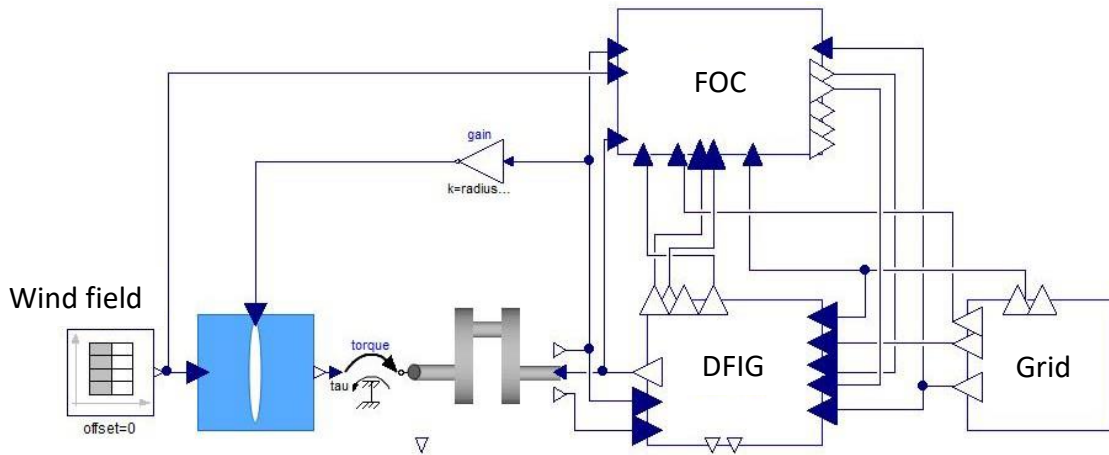 FOC
gain
k=radius...
Wind field
torque
tau
DFIG
Grid
offset=0